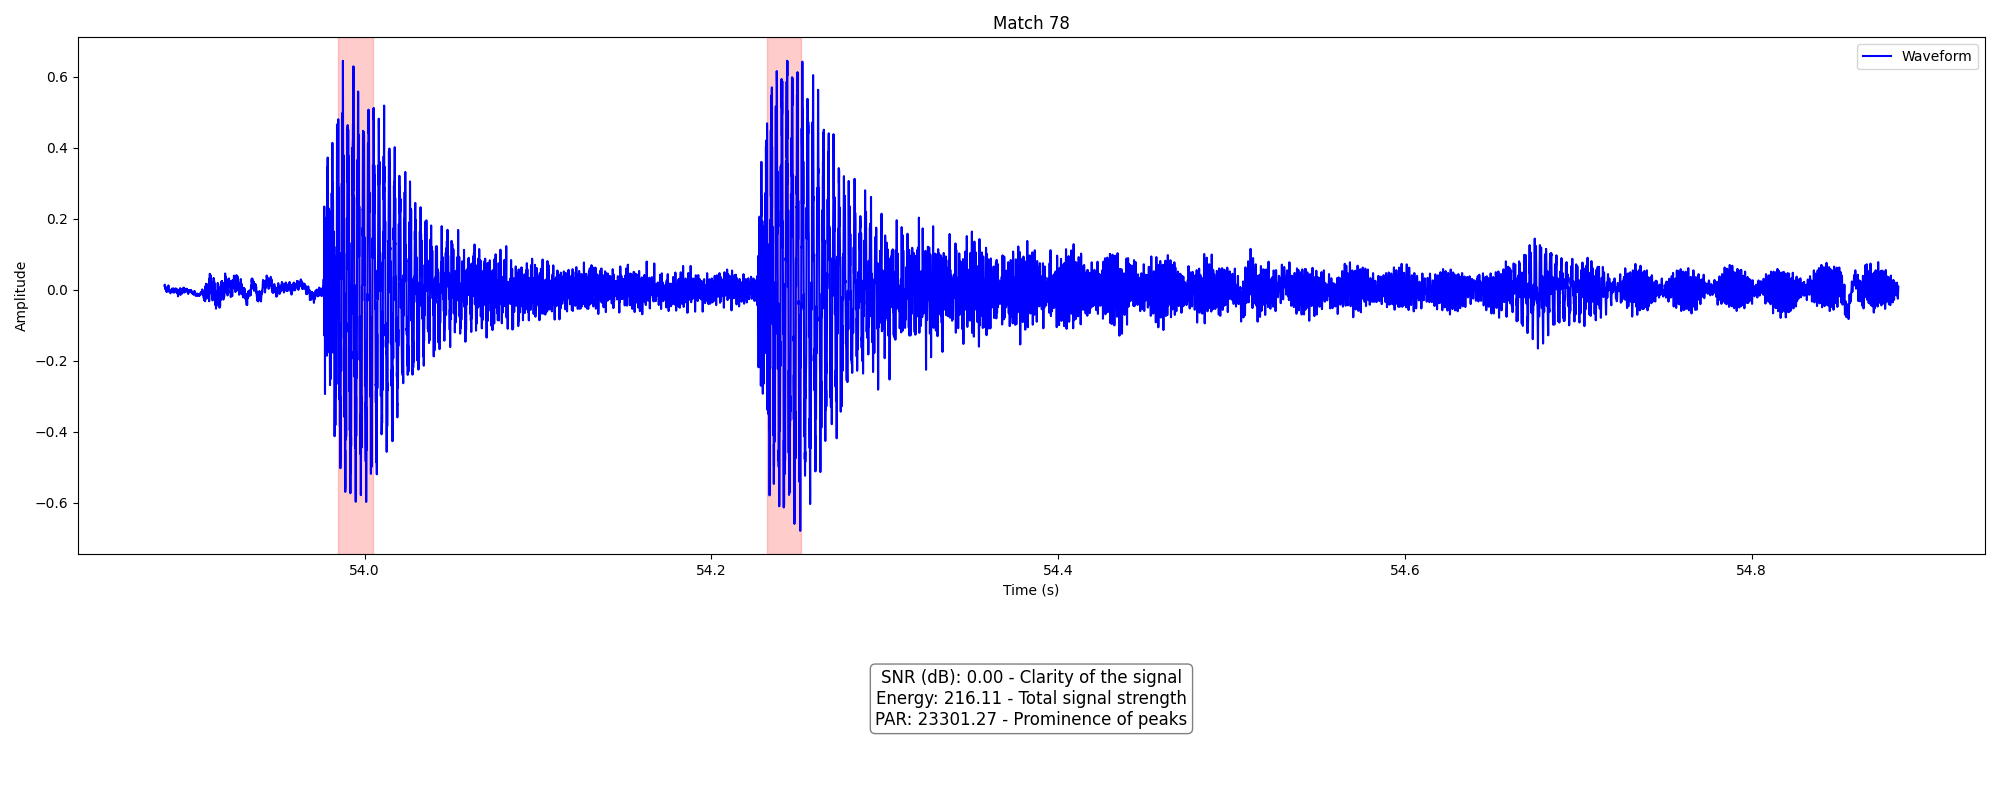 Match 78
Waveform
Amplitude
0.6
0.4
0.2
0.0
−0.2
−0.4
−0.6
54.0
54.2
54.4
54.6
54.8
Time (s)
SNR (dB): 0.00 - Clarity of the signal
Energy: 216.11 - Total signal strength
PAR: 23301.27 - Prominence of peaks